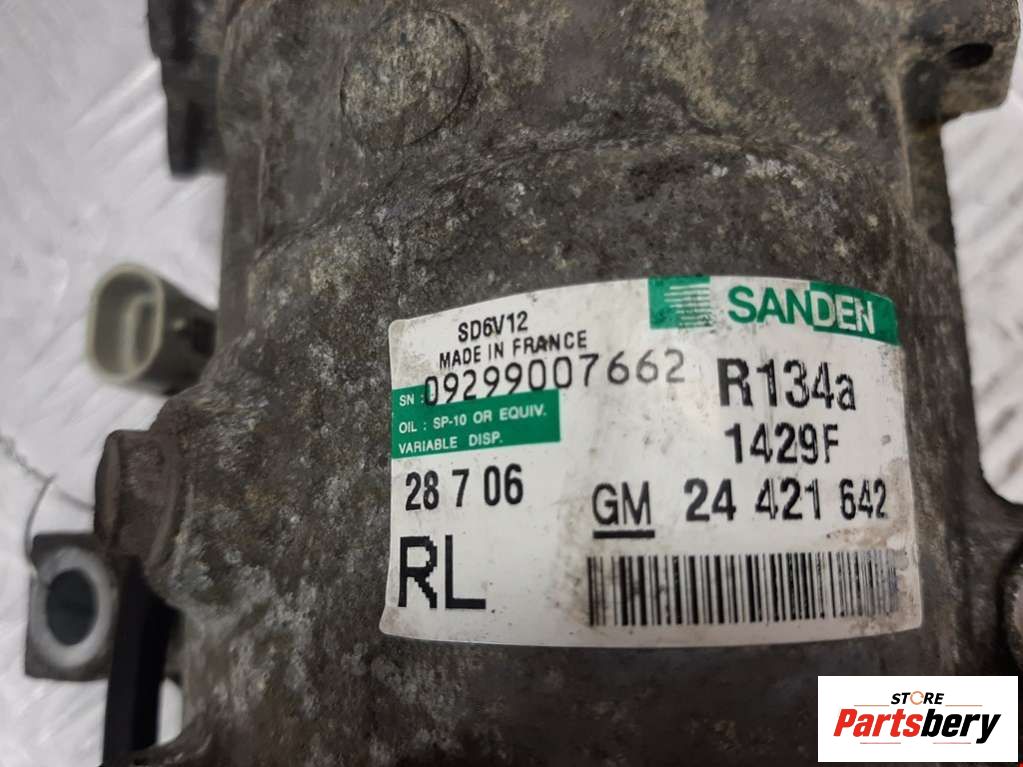 SANDEN
SD6V12
MADE IN FRANCE
SN : 09299007662
R134a
OIL : SP-10 OR EQUIV.
VARIABLE DISP.
1429F
28 7 06
GM 24 421 642
RL
STORE
Partsbery